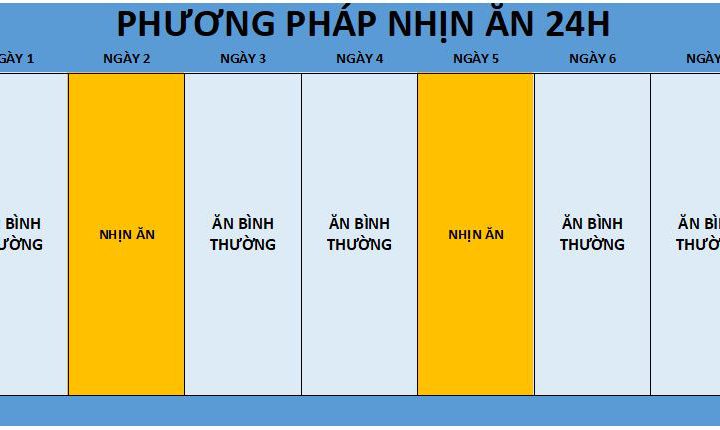 PHƯƠNG PHÁP NHỊN ĂN 24H
GÀY 1
NGÀY 2
NGÀY 3
NGÀY 4
NGÀY 5
NGÀY 6
NGÀY
BÌNH
ƯỜNG
NHỊN ĂN
ĂN BÌNH
THƯỜNG
ĂN BÌNH
THƯỜNG
NHỊN ĂN
ĂN BÌNH
THƯỜNG
ĂN BÌ
THƯỜ